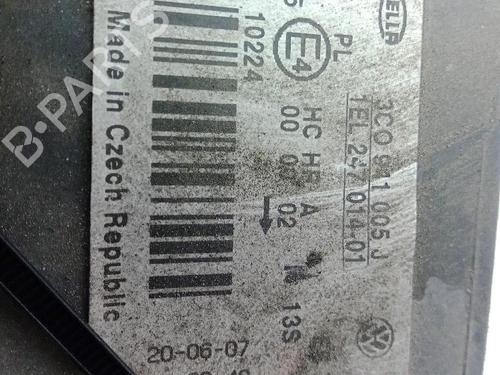 HELLA
3C0 941 005 J
1EL 247 014-01
PL
HC HR A
00 02
13S
E4
10224
Made in Czech Republic
20-06-07
B-PARTS